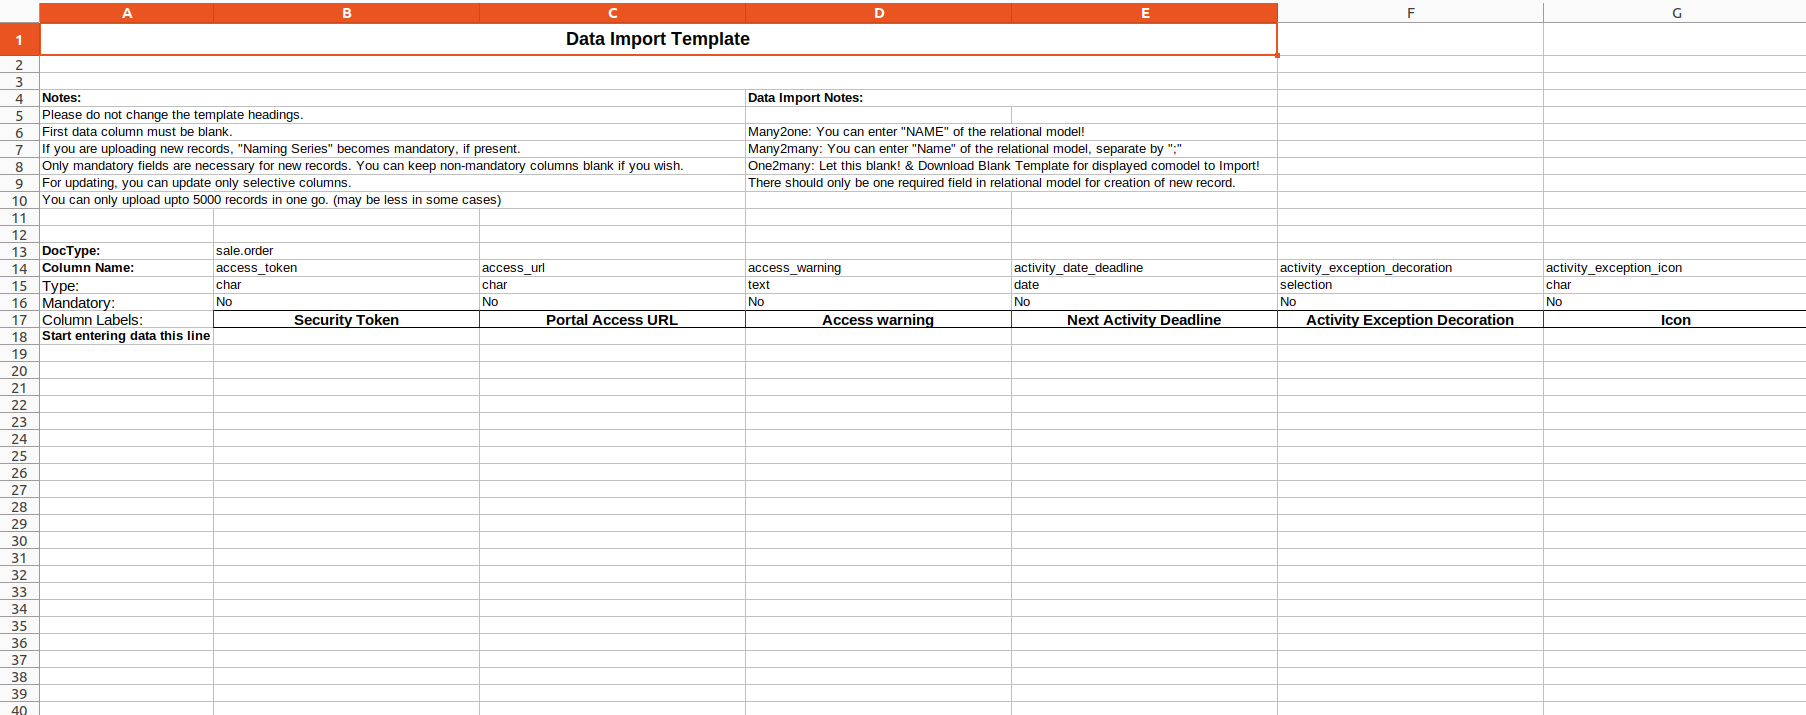 A B C D E F G
1 Data Import Template
2
3
4 Notes: Data Import Notes:
5 Please do not change the template headings.
6 First data column must be blank. Many2one: You can enter "NAME" of the relational model!
7 If you are uploading new records, "Naming Series" becomes mandatory, if present. Many2many: You can enter "Name" of the relational model, separate by ";"
8 Only mandatory fields are necessary for new records. You can keep non-mandatory columns blank if you wish. One2many: Let this blank! & Download Blank Template for displayed comodel to Import!
9 For updating, you can update only selective columns. There should only be one required field in relational model for creation of new record.
10 You can only upload upto 5000 records in one go. (may be less in some cases)
11
12
13 DocType: sale.order
14 Column Name: access_token access_url access_warning activity_date_deadline activity_exception_decoration activity_exception_icon
15 Type: char char text date selection char
16 Mandatory: No No No No No No
17 Column Labels: Security Token Portal Access URL Access warning Next Activity Deadline Activity Exception Decoration Icon
18 Start entering data this line
19
20
21
22
23
24
25
26
27
28
29
30
31
32
33
34
35
36
37
38
39
40